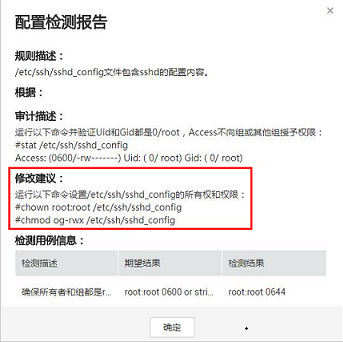 配置检测报告
规则描述：
/etc/ssh/sshd_config文件包含sshd的配置内容。
根据：
审计描述：
运行以下命令并验证Uid和Gid都是0/root，Access不向组或其他组授予权限：
#stat /etc/ssh/sshd_config
Access: (0600/-rw-------) Uid: ( 0/ root) Gid: ( 0/ root)
修改建议：
运行以下命令设置/etc/ssh/sshd_config的所有权和权限：
#chown root:root /etc/ssh/sshd_config
#chmod og-rwx /etc/ssh/sshd_config
检测用例信息：
检测描述 期望结果 检测结果
确保所有者和组都是r... root:root 0600 or stri... root:root 0644
确定